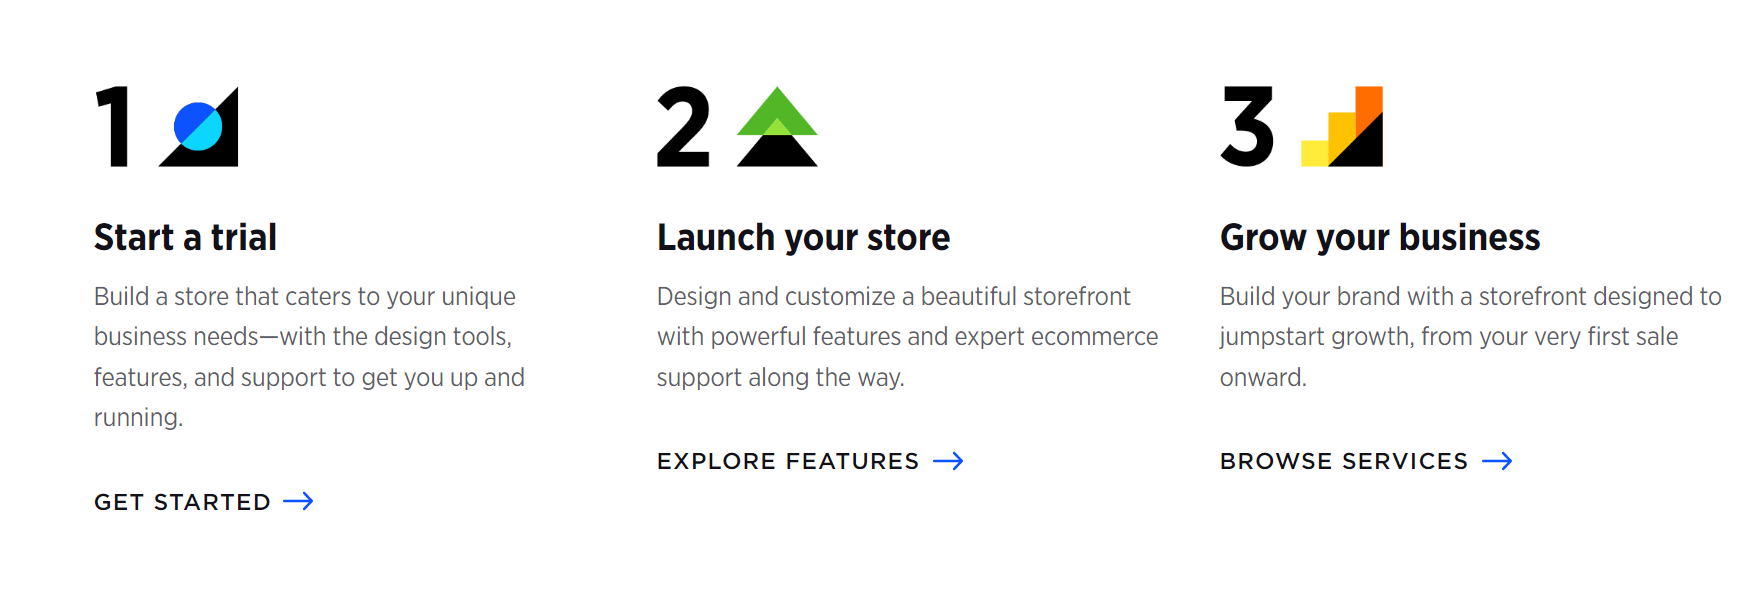 1
Start a trial
Build a store that caters to your unique
business needs—with the design tools,
features, and support to get you up and
running.
GET STARTED
2
Launch your store
Design and customize a beautiful storefront
with powerful features and expert ecommerce
support along the way.
EXPLORE FEATURES
3
Grow your business
Build your brand with a storefront designed to
jumpstart growth, from your very first sale
onward.
BROWSE SERVICES